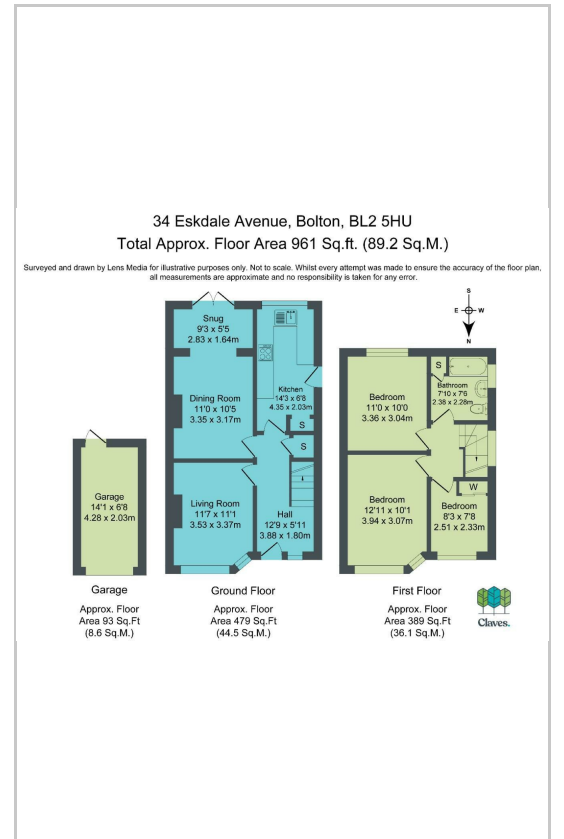 34 Eskdale Avenue, Bolton, BL2 5HU
Total Approx. Floor Area 961 Sq.ft. (89.2 Sq.M.)
Surveyed and drawn by Lens Media for illustrative purposes only. Not to scale. Whilst every attempt was made to ensure the accuracy of the floor plan,
all measurements are approximate and no responsibility is taken for any error.
S
E W
N
Snug
9'3 x 5'5
2.83 x 1.64m
Kitchen
14'3 x 6'8
4.35 x 2.03m
Dining Room
11'0 x 10'5
3.35 x 3.17m
S
S
Living Room
11'7 x 11'1
3.53 x 3.37m
Hall
12'9 x 5'11
3.88 x 1.80m
S
Bathroom
7'10 x 7'6
2.38 x 2.28m
Bedroom
11'0 x 10'0
3.36 x 3.04m
W
Bedroom
12'11 x 10'1
3.94 x 3.07m
Bedroom
8'3 x 7'8
2.51 x 2.33m
Garage
14'1 x 6'8
4.28 x 2.03m
Garage
Approx. Floor
Area 93 Sq.Ft
(8.6 Sq.M.)
Ground Floor
Approx. Floor
Area 479 Sq.Ft
(44.5 Sq.M.)
First Floor
Approx. Floor
Area 389 Sq.Ft
(36.1 Sq.M.)
Claves.